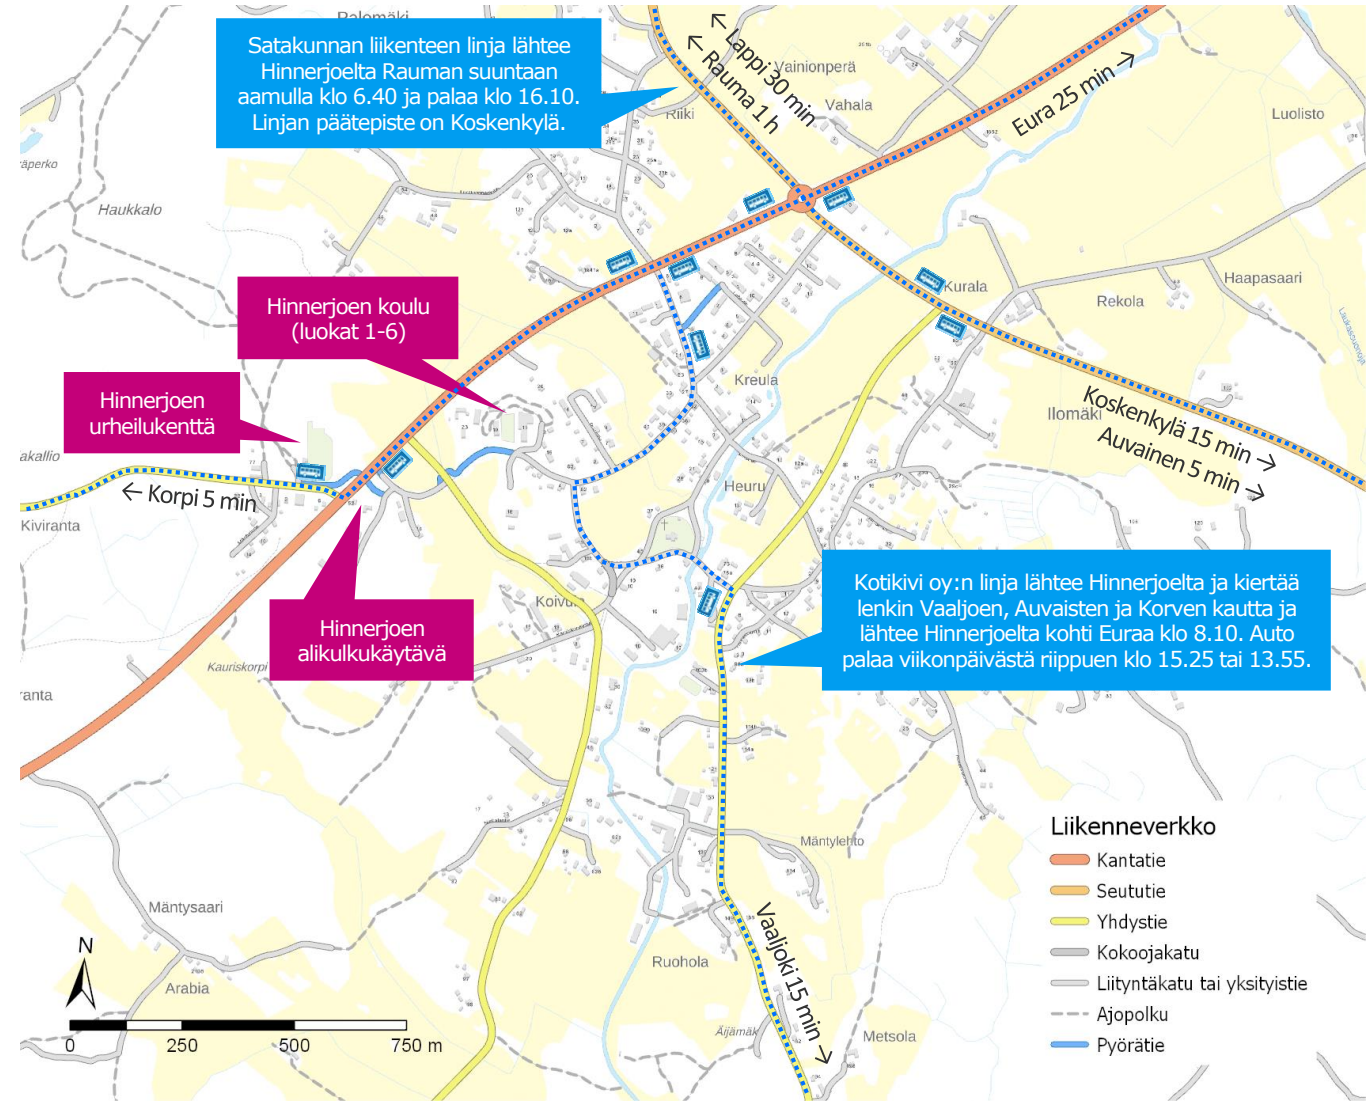 Palomäki
Satakunnan liikenteen linja lähtee
Hinnerjoelta Rauman suuntaan
aamulla klo 6.40 ja palaa klo 16.10.
Linjan päätepiste on Koskenkylä.
← Lappi 30 min
← Rauma 1 h
Vainionperä
Vahala
Riiki
Eura 25 min →
Luolisto
Haukkalo
Hinnerjoen koulu
(luokat 1-6)
Kurala
Rekola
Haapasaari
Hinnerjoen
urheilukenttä
Kreula
Ilomäki
Koskenkylä 15 min →
Auvainen 5 min →
akallio
← Korpi 5 min
Kiviranta
Heuru
Hinnerjoen
alikulkukäytävä
Koivula
Kotikivi oy:n linja lähtee Hinnerjoelta ja kiertää
lenkin Vaaljoen, Auvaisten ja Korven kautta ja
lähtee Hinnerjoelta kohti Euraa klo 8.10. Auto
palaa viikonpäivästä riippuen klo 15.25 tai 13.55.
Kauriskorpi
ranta
Mäntylehto
Mäntysaari
Arabia
Ruohola
Vaaljoki 15 min →
Äijämäk
Metsola
N
0 250 500 750 m
Liikenneverkko
Kantatie
Seututie
Yhdystie
Kokoojakatu
Liityntäkatu tai yksityistie
Ajopolku
Pyörätie